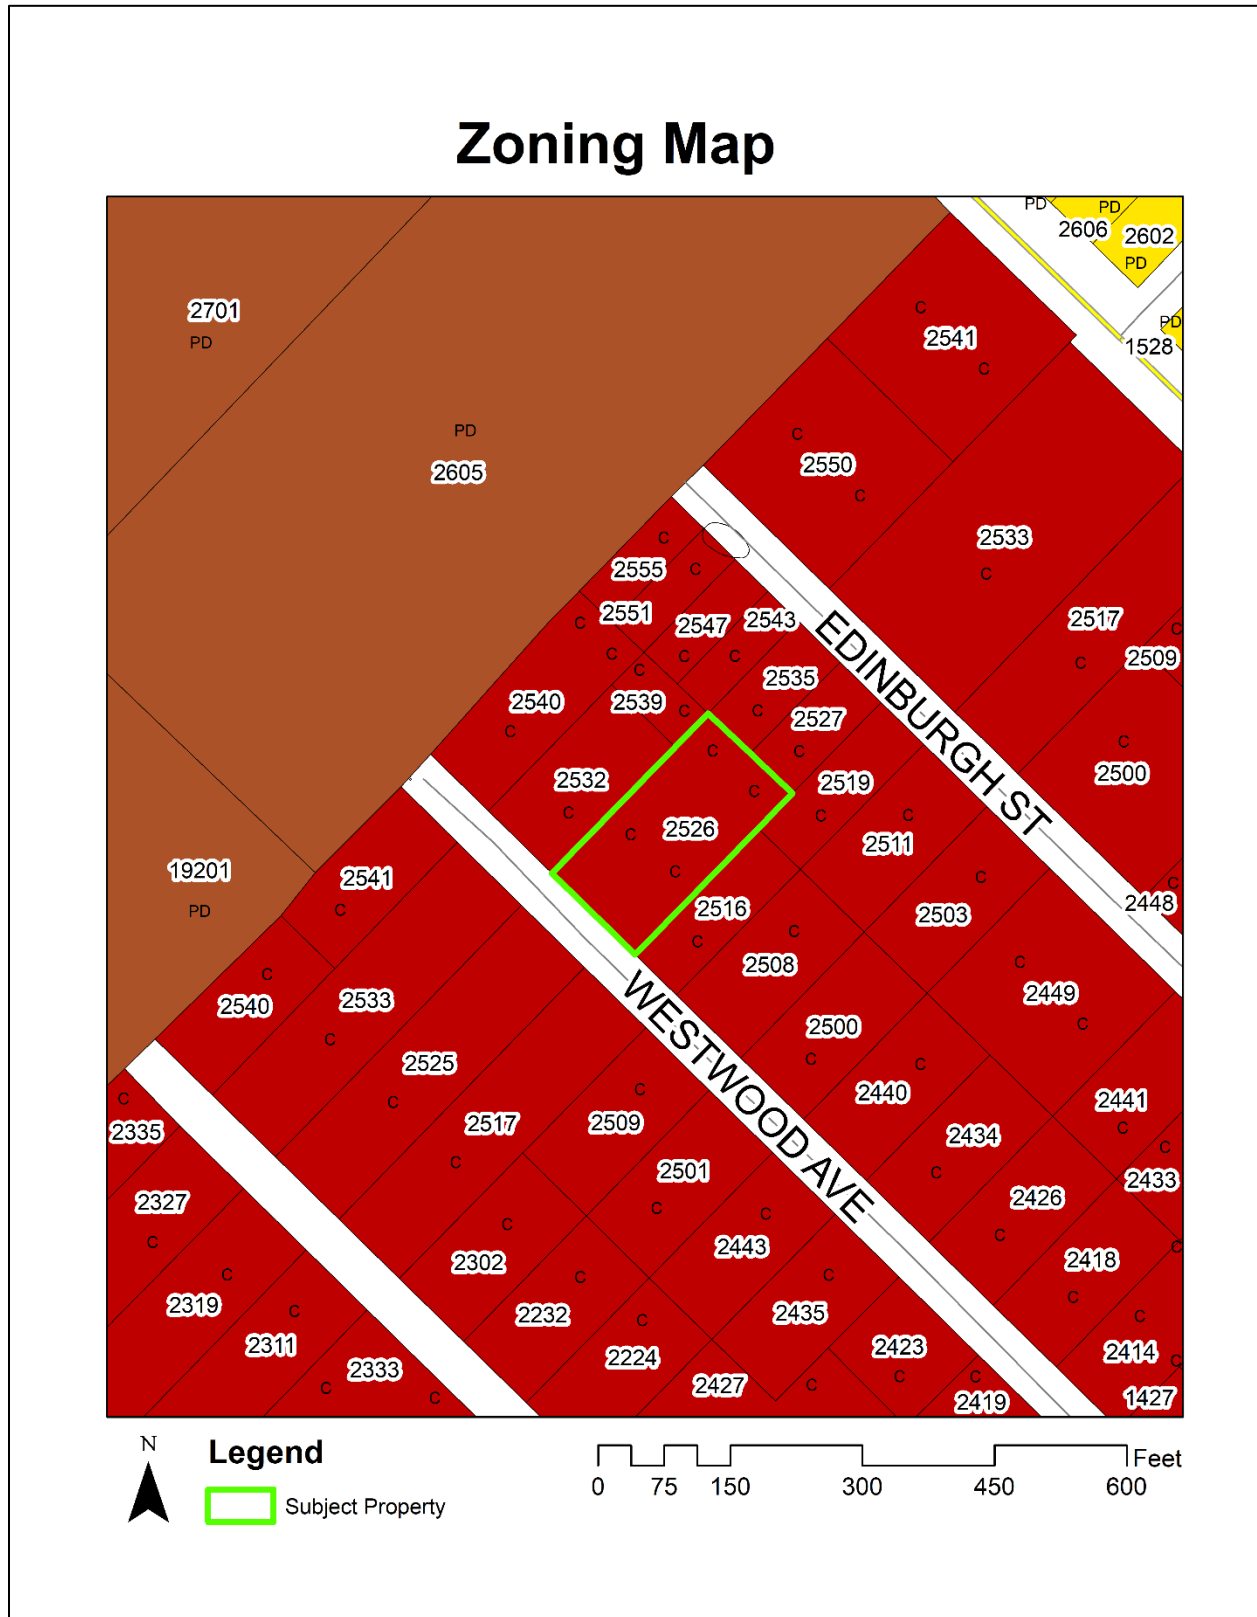 Zoning Map
PD
PD
2606
2602
PD
2701
PD
C
2541
C
PD
1528
PD
2605
C
2550
C
2533
C
C
2555
C
2551
C
2547
2543
C
C
C
C
2517
C
2509
C
EDINBURGH ST
2540
C
2539
C
2535
C
2527
C
C
2500
C
2532
C
C
C
2526
C
2519
C
C
2511
19201
PD
2541
C
C
2516
C
2503
C
2448
C
2540
C
2533
C
2508
C
2449
C
C
WESTWOOD AVE
2500
C
2525
C
2440
C
2335
C
2517
C
2509
C
2441
C
2434
C
2433
C
2327
C
2501
C
2426
C
2302
C
2443
C
2418
C
C
2319
C
2232
C
2435
C
2311
C
2224
C
2423
C
2414
C
C
2333
C
C
2427
C
2419
C
1427
N
Legend
Subject Property
Feet
0 75 150 300 450 600